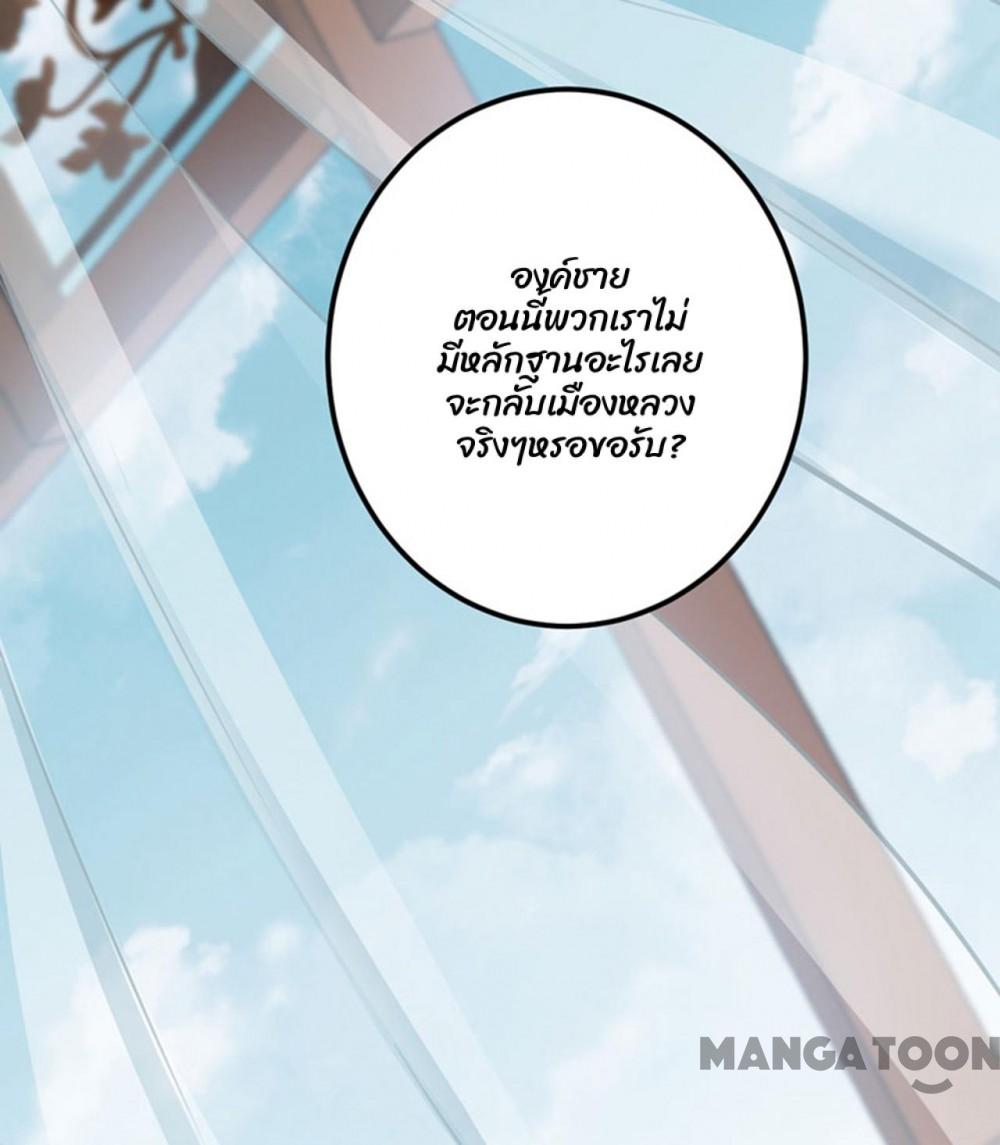 องค์ชาย
ตอนนี้พวกเราไม่
มีหลักฐานอะไรเลย
จะกลับเมืองหลวง
จริงๆหรอขอรับ?
MANGATOON